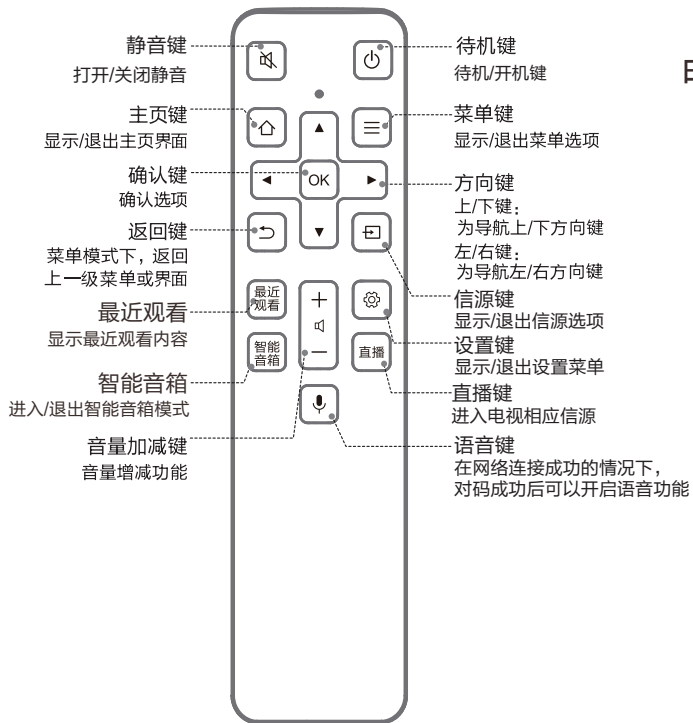 静音键
打开/关闭静音
主页键
显示/退出主页界面
确认键
确认选项
返回键
菜单模式下，返回
上一级菜单或界面
最近观看
显示最近观看内容
智能音箱
进入/退出智能音箱模式
音量加减键
音量增减功能
OK
最近
观看
智能
音箱
直播
待机键
待机/开机键
菜单键
显示/退出菜单选项
方向键
上/下键：
为导航上/下方向键
左/右键：
为导航左/右方向键
信源键
显示/退出信源选项
设置键
显示/退出设置菜单
直播键
进入电视相应信源
语音键
在网络连接成功的情况下，
对码成功后可以开启语音功能